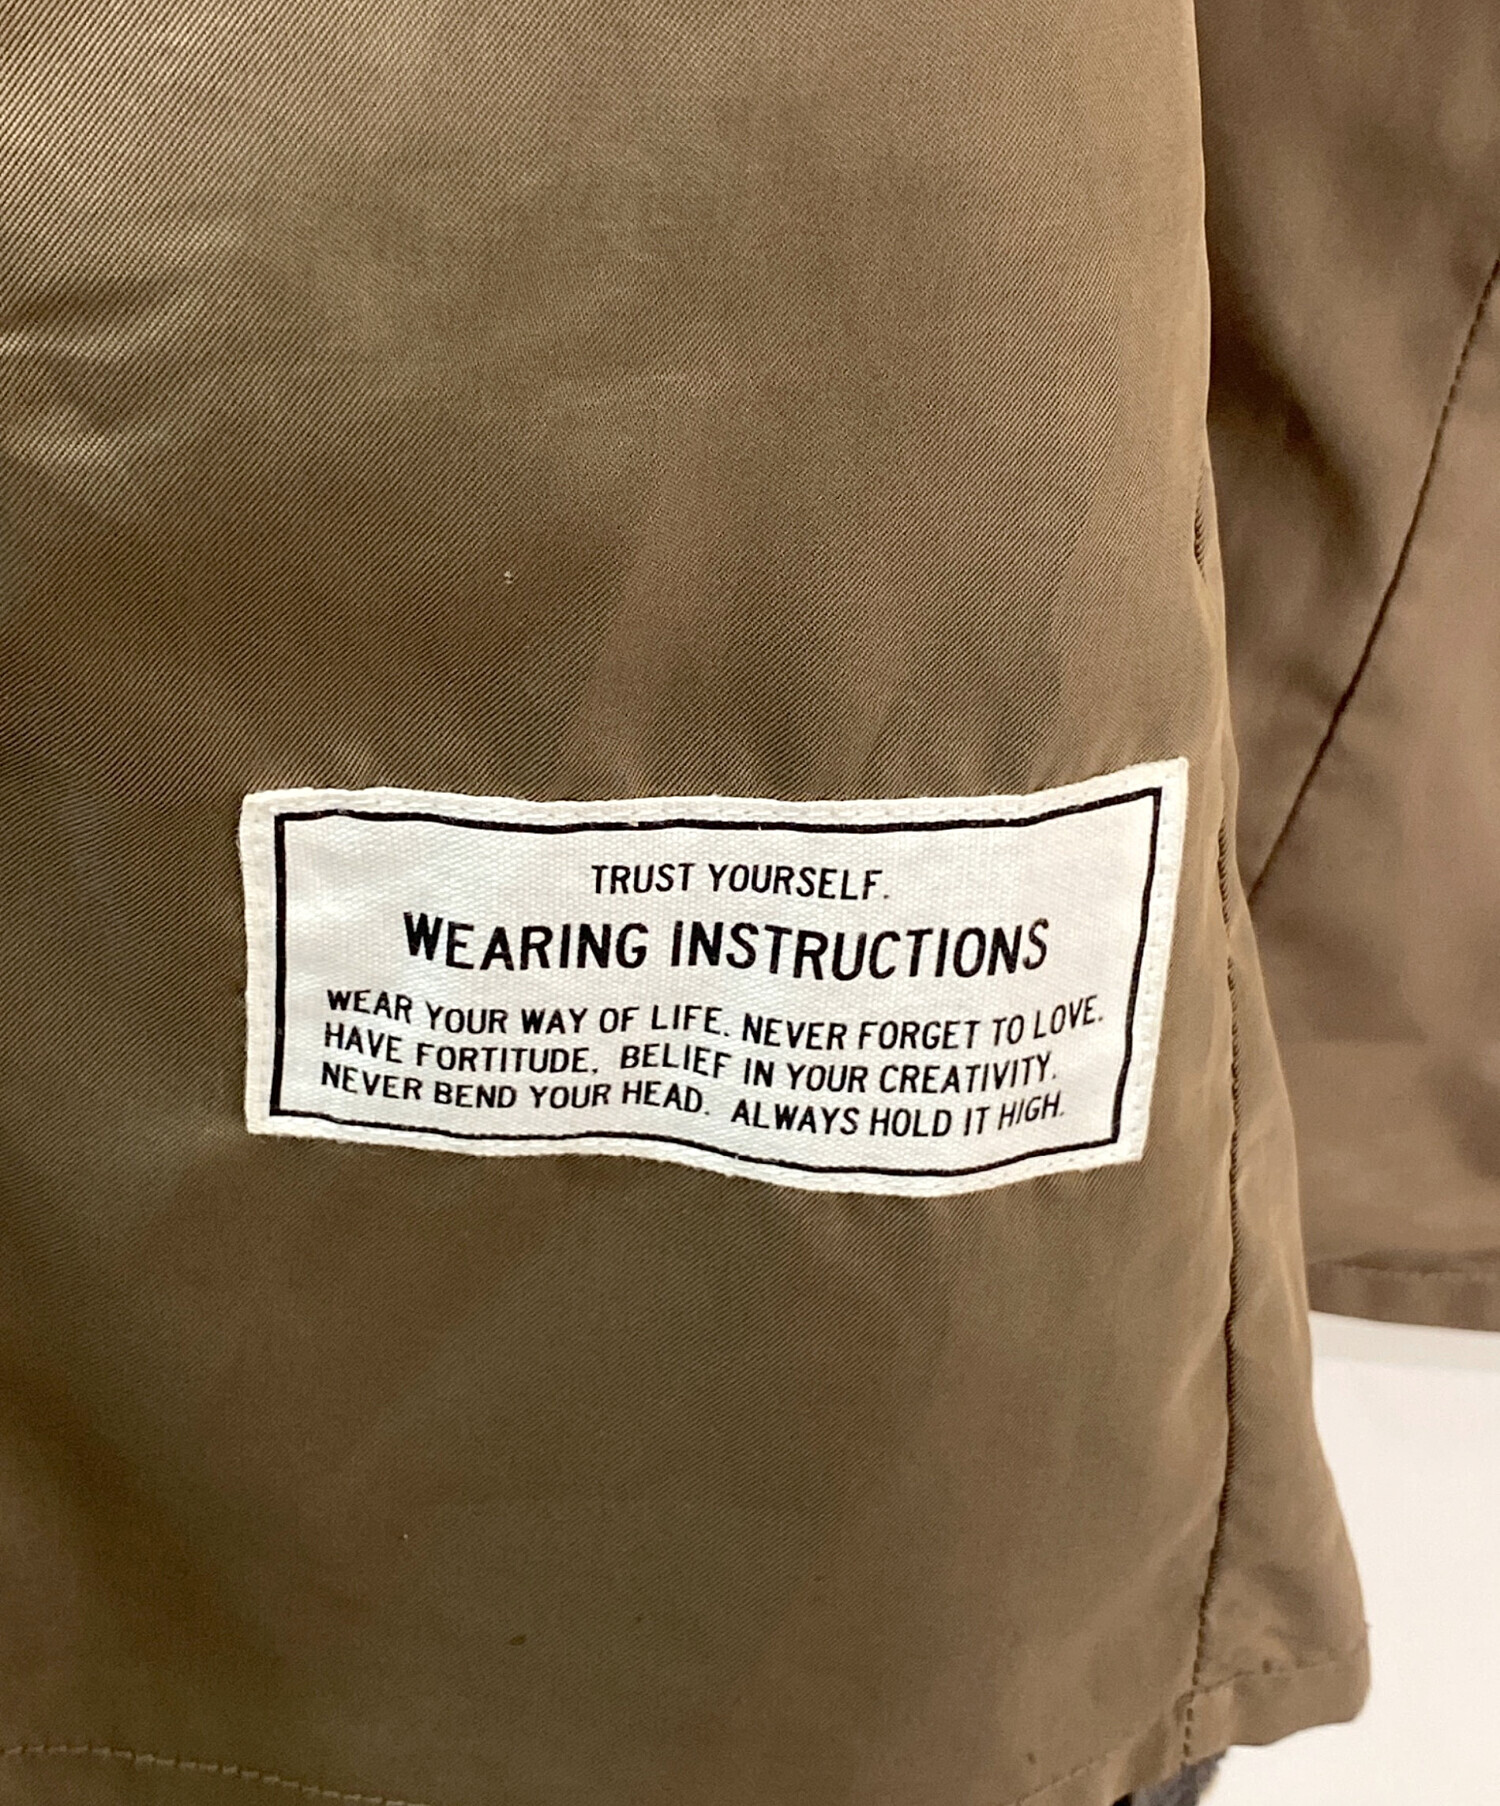 TRUST YOURSELF.
WEARING INSTRUCTIONS
WEAR YOUR WAY OF LIFE. NEVER FORGET TO LOVE.
HAVE FORTITUDE. BELIEF IN YOUR CREATIVITY.
NEVER BEND YOUR HEAD. ALWAYS HOLD IT HIGH.